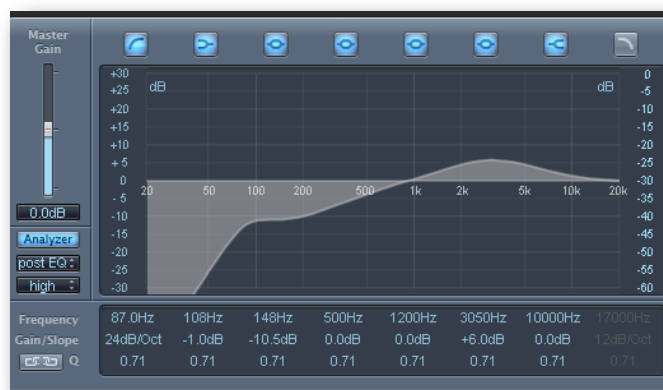 Master
Gain
+30 0
+25 dB dB -5
+20 -10
+15 -15
+10 -20
+5 -25
0 20 50 100 200 500 1k 2k 5k 10k 20k -30
-5 -35
0.0dB -10 -40
Analyzer -15 -45
post EQ -20 -50
-25 -55
high -30 -60
Frequency 87.0Hz 108Hz 148Hz 500Hz 1200Hz 3050Hz 10000Hz 17000Hz
Gain/Slope 24dB/Oct -1.0dB -10.5dB 0.0dB 0.0dB +6.0dB 0.0dB 12dB/Oct
Q 0.71 0.71 0.71 0.71 0.71 0.71 0.71 0.71